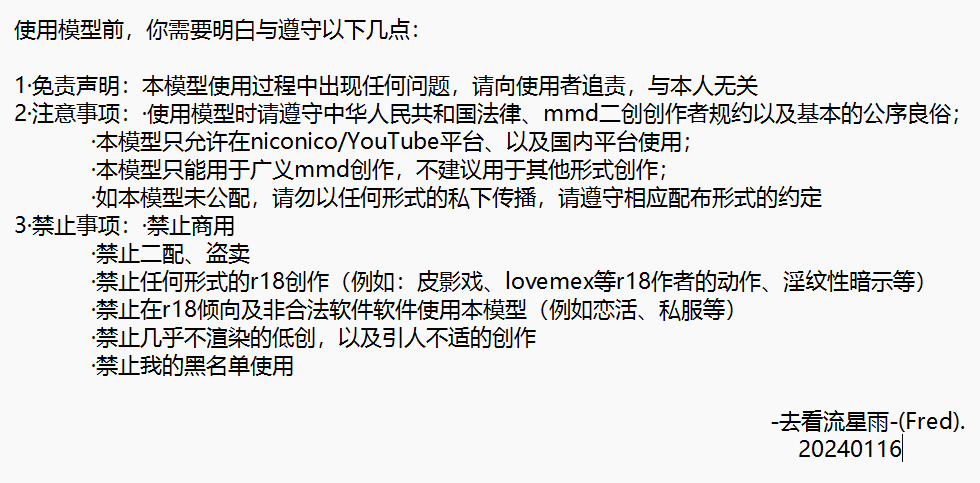 使用模型前，你需要明白与遵守以下几点：
1·免责声明：本模型使用过程中出现任何问题，请向使用者追责，与本人无关
2·注意事项：·使用模型时请遵守中华人民共和国法律、mmd二创创作者规约以及基本的公序良俗；
·本模型只允许在niconico/YouTube平台、以及国内平台使用；
·本模型只能用于广义mmd创作，不建议用于其他形式创作；
·如本模型未公配，请勿以任何形式的私下传播，请遵守相应配布形式的约定
3·禁止事项：·禁止商用
·禁止二配、盗卖
·禁止任何形式的r18创作（例如：皮影戏、lovemex等r18作者的动作、淫纹性暗示等）
·禁止在r18倾向及非合法软件软件使用本模型（例如恋活、私服等）
·禁止几乎不渲染的低创，以及引人不适的创作
·禁止我的黑名单使用
-去看流星雨-(Fred).
20240116